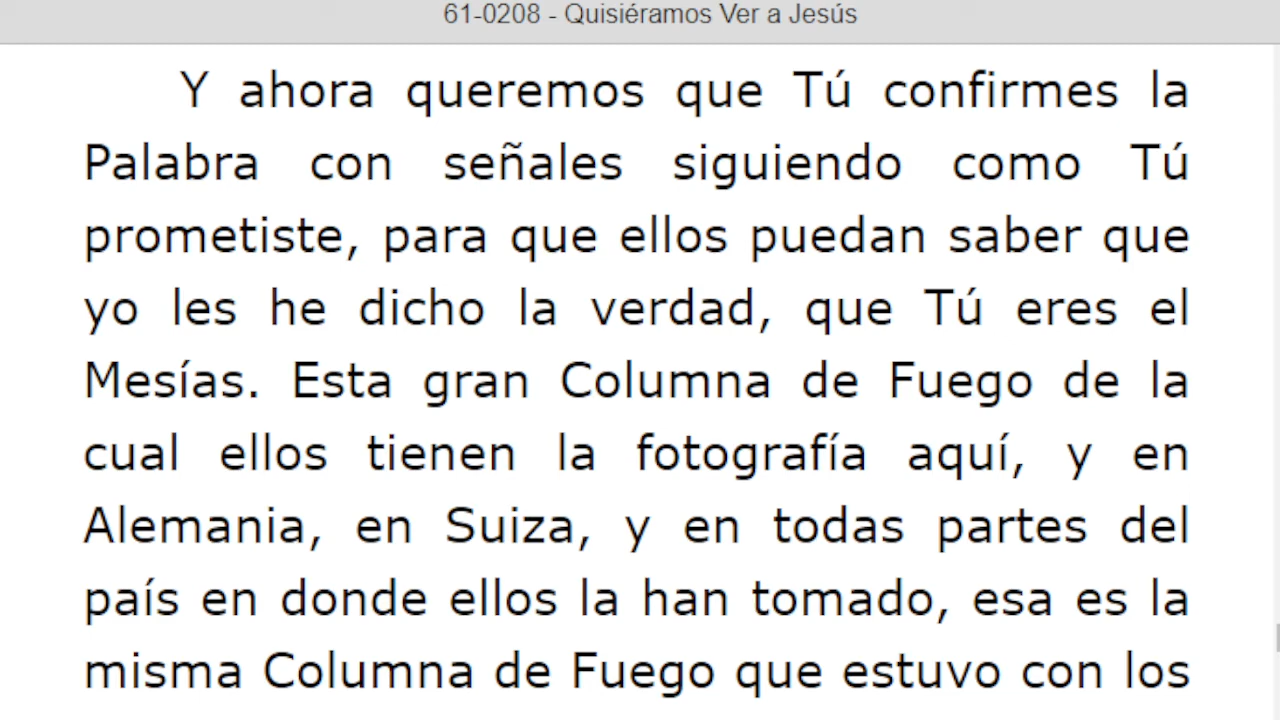 61-0208 - Quisiéramos Ver a Jesús
Y ahora queremos que Tú confirmes la
Palabra con señales siguiendo como Tú
prometiste, para que ellos puedan saber que
yo les he dicho la verdad, que Tú eres el
Mesías. Esta gran Columna de Fuego de la
cual ellos tienen la fotografía aquí, y en
Alemania, en Suiza, y en todas partes del
país en donde ellos la han tomado, esa es la
misma Columna de Fuego que estuvo con los